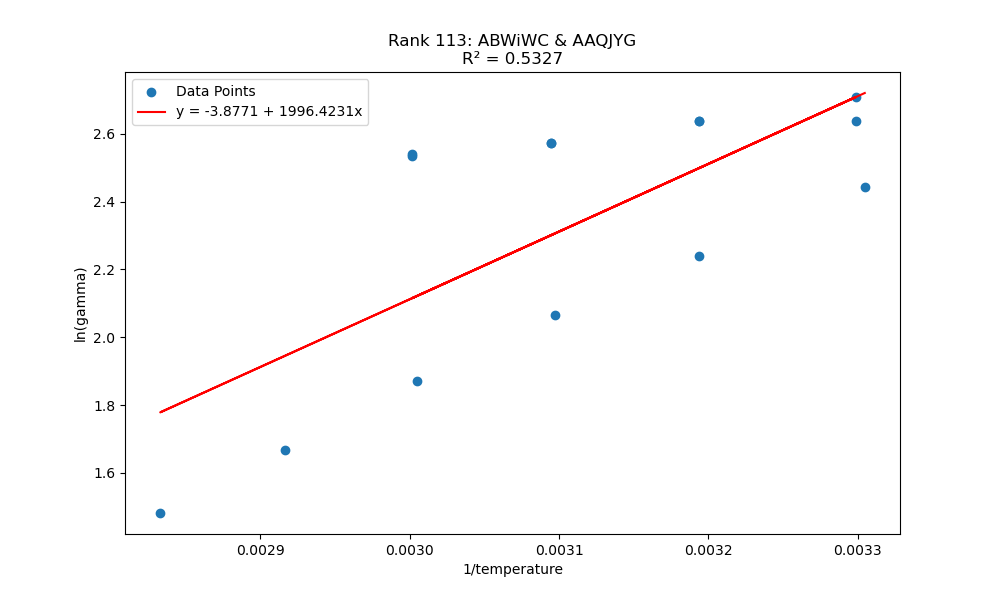 Rank 113: ABWiWC & AAQJYG
R² = 0.5327
Data Points
y = -3.8771 + 1996.4231x
ln(gamma)
2.6
2.4
2.2
2.0
1.8
1.6
0.0029 0.0030 0.0031 0.0032 0.0033
1/temperature